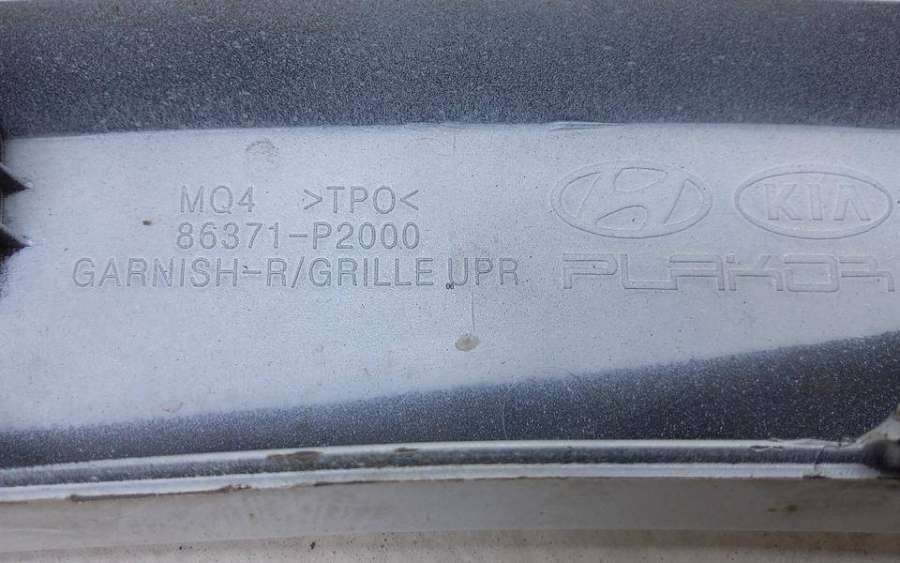 MQ4 >TPO<
86371-P2000
GARNISH-R/GRILLE UPR
KIA
PLAKOR